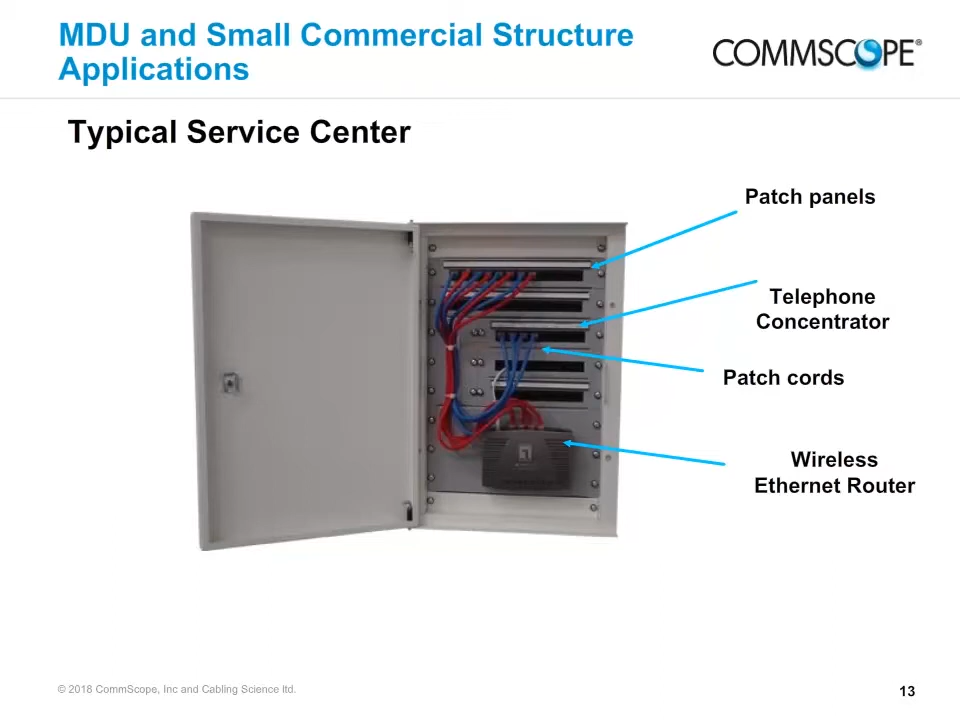 MDU and Small Commercial Structure
Applications
COMMSCOPE®
Typical Service Center
Patch panels
Telephone
Concentrator
Patch cords
Wireless
Ethernet Router
© 2018 CommScope, Inc and Cabling Science ltd.
13